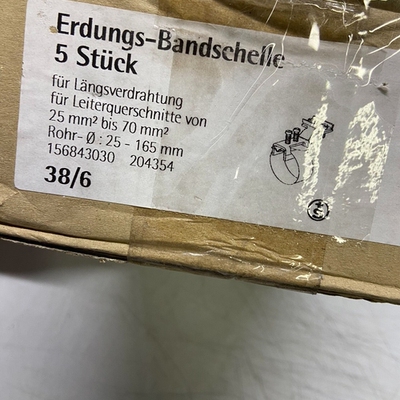 Erdungs-Bandschelle
5 Stück
für Längsverdrahtung
für Leiterquerschnitte von
25 mm² bis 70 mm²
Rohr-Ø : 25 - 165 mm
156843030 204354
38/6